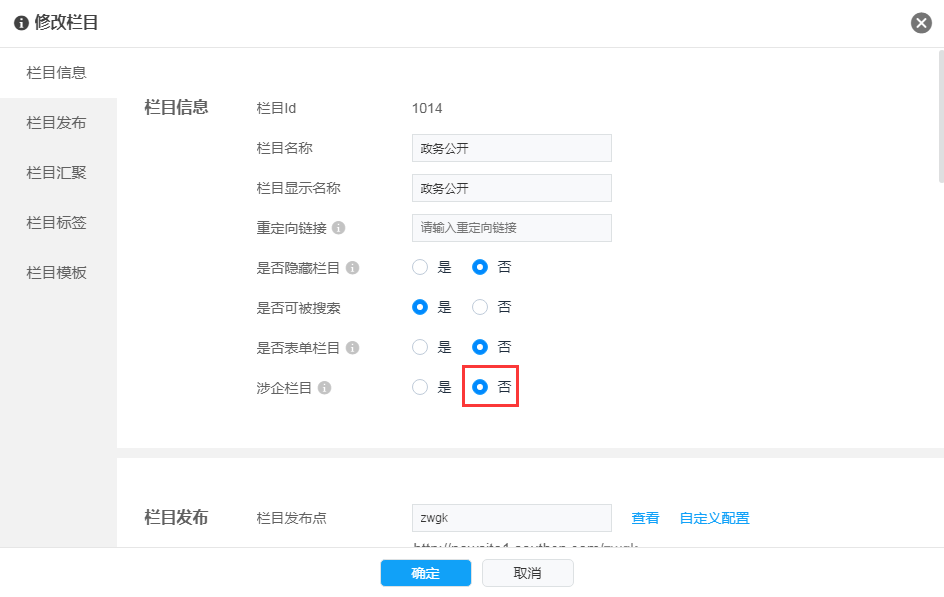 修改栏目
栏目信息
栏目发布
栏目汇聚
栏目标签
栏目模板
栏目信息
栏目Id 1014
栏目名称 政务公开
栏目显示名称 政务公开
重定向链接 请输入重定向链接
是否隐藏栏目 是 否
是否可被搜索 是 否
是否表单栏目 是 否
涉企栏目 是 否
栏目发布
栏目发布点 zwgk 查看 自定义配置
确定 取消